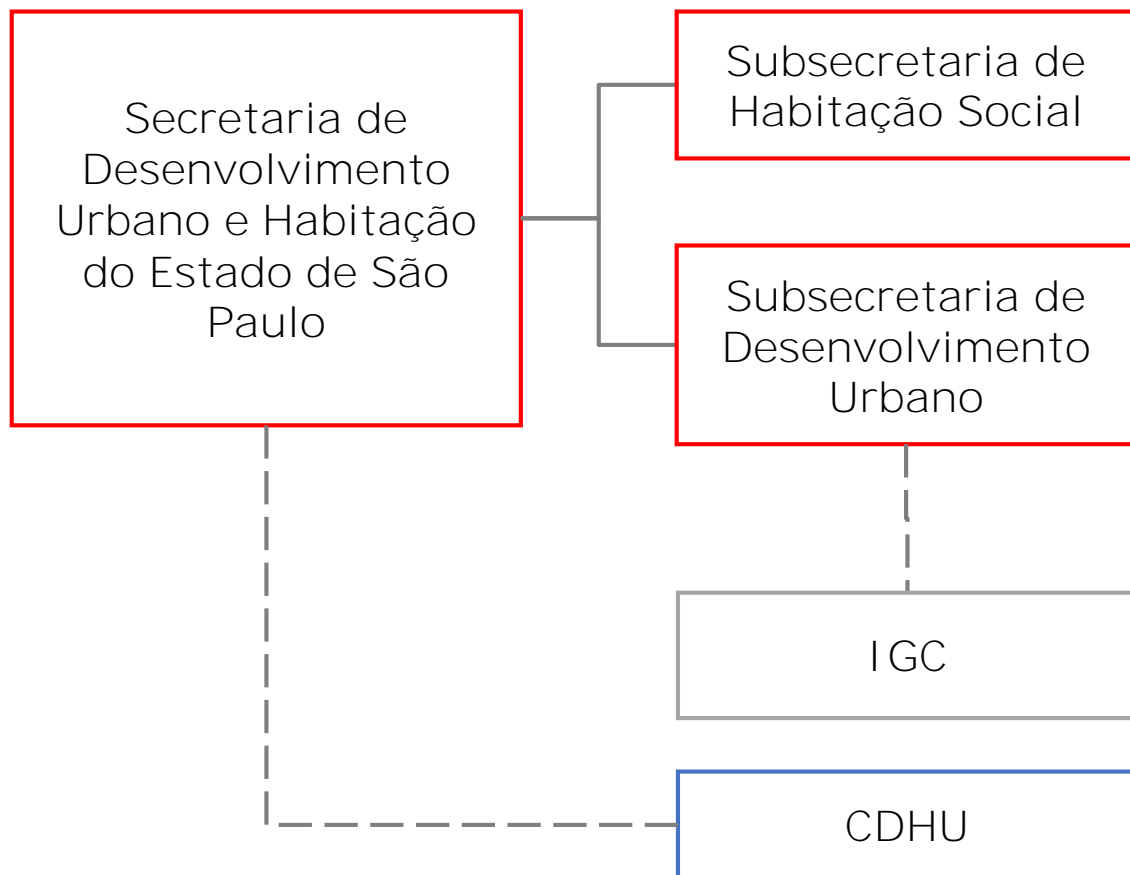 Secretaria de
Desenvolvimento
Urbano e Habitação
do Estado de São
Paulo
Subsecretaria de
Habitação Social
Subsecretaria de
Desenvolvimento
Urbano
IGC
CDHU